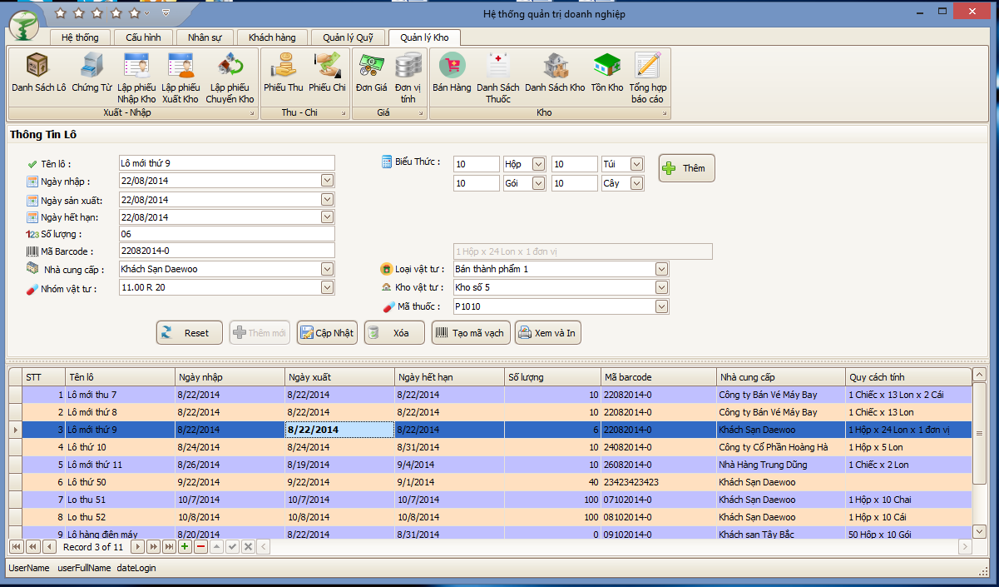 Hệ thống quản trị doanh nghiệp
Hệ thống Cấu hình Nhân sự Khách hàng Quản lý Quỹ Quản lý Kho
Danh Sách Lô Chứng Từ Lập phiếu Nhập Kho Lập phiếu Xuất Kho Lập phiếu Chuyển Kho Phiếu Thu Phiếu Chi Đơn Giá Đơn vị tính Bán Hàng Danh Sách Thuốc Danh Sách Kho Tồn Kho Tổng hợp báo cáo
Xuất - Nhập Thu - Chi Giá Kho
Thông Tin Lô
Tên lô : Lô mới thứ 9 Biểu Thức : 10 Hộp 10 Túi Thêm
Ngày nhập : 22/08/2014 10 Gói 10 Cây
Ngày sản xuất: 22/08/2014
Ngày hết hạn: 22/08/2014
123 Số lượng : 06
Mã Barcode : 22082014-0 1 Hộp x 24 Lon x 1 đơn vị
Nhà cung cấp : Khách Sạn Daewoo Loại vật tư : Bán thành phẩm 1
Nhóm vật tư : 11.00 R 20 Kho vật tư : Kho số 5
Mã thuốc : P1010
Reset Thêm mới Cập Nhật Xóa Tạo mã vạch Xem và In
STT Tên lô Ngày nhập Ngày xuất Ngày hết hạn Số lượng Mã barcode Nhà cung cấp Quy cách tính
1 Lô mới thu 7 8/22/2014 8/22/2014 8/22/2014 10 22082014-0 Công ty Bán Vé Máy Bay 1 Chiếc x 13 Lon x 2 Cái
2 Lô mới thứ 8 8/22/2014 8/22/2014 8/22/2014 10 22082014-0 Công ty Bán Vé Máy Bay 1 Chiếc x 13 Lon
3 Lô mới thứ 9 8/22/2014 8/22/2014 8/22/2014 6 22082014-0 Khách Sạn Daewoo 1 Hộp x 24 Lon x 1 đơn vị
4 Lô thứ 10 8/24/2014 8/24/2014 8/31/2014 10 24082014-0 Công ty Cổ Phần Hoàng Hà 1 Hộp x 5 Lon
5 Lô mới thứ 11 8/26/2014 8/19/2014 9/4/2014 10 26082014-0 Nhà Hàng Trung Dũng 1 Chiếc x 2 Lon
6 Lô thứ 50 9/22/2014 9/22/2014 9/1/2014 40 23423423423 Khách Sạn Daewoo
7 Lo thu 51 10/7/2014 10/7/2014 10/7/2014 100 07102014-0 Khách Sạn Daewoo 1 Hộp x 10 Chai
8 Lo thu 52 10/8/2014 10/8/2014 10/8/2014 100 08102014-0 Khách Sạn Daewoo 1 Hộp x 10 Cái
9 Lô hàng điện máy 8/20/2014 8/22/2014 8/31/2014 0 09102014-0 Khách sạn Tây Bắc 50 Hộp x 10 Gói
Record 3 of 11
UserName userFullName dateLogin